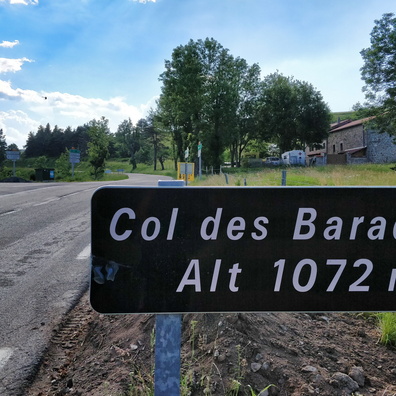 Col des Bara
Alt 1072 m